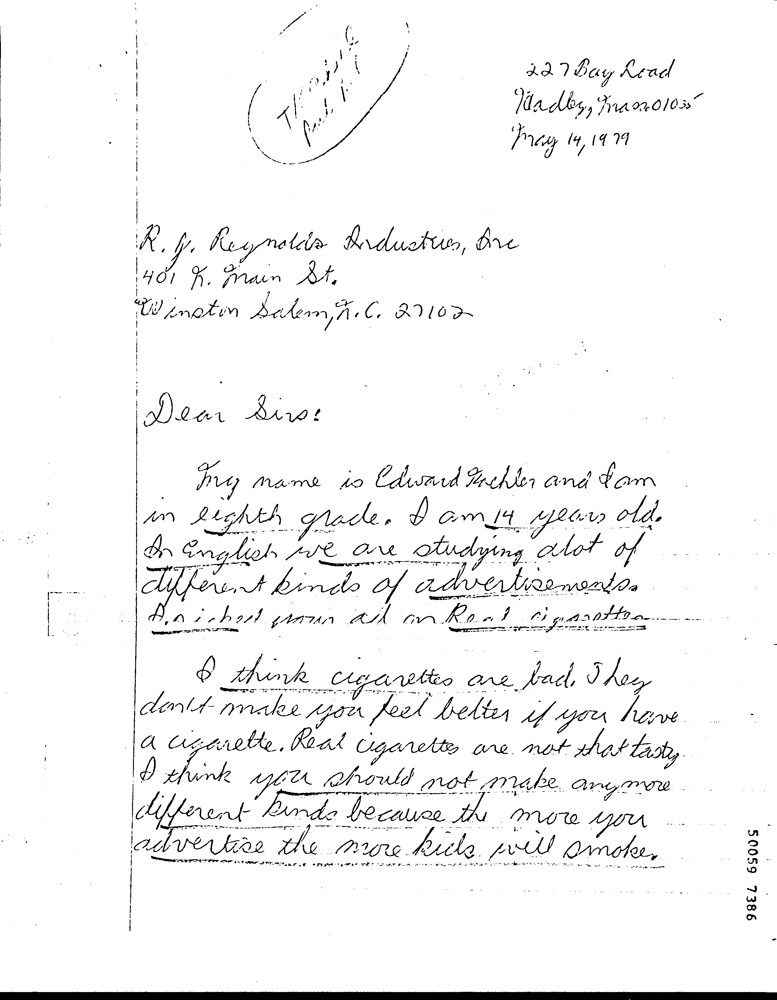 227 Bay Road
Hadley, Mass 01035
May 14, 1979
R. J. Reynolds Industries, Inc
401 N. Main St.
Winston Salem, N.C. 27102
Dear Sirs:
My name is Edward and I am
in eighth grade. I am 14 years old.
In English we are studying alot of
different kinds of advertisements.
I picked your ad on Real cigarettes
I think cigarettes are bad. They
don't make you feel better if you have
a cigarette. Real cigarettes are not that tasty.
I think you should not make anymore
different kinds because the more you
advertise the more kids will smoke.
50059 7386